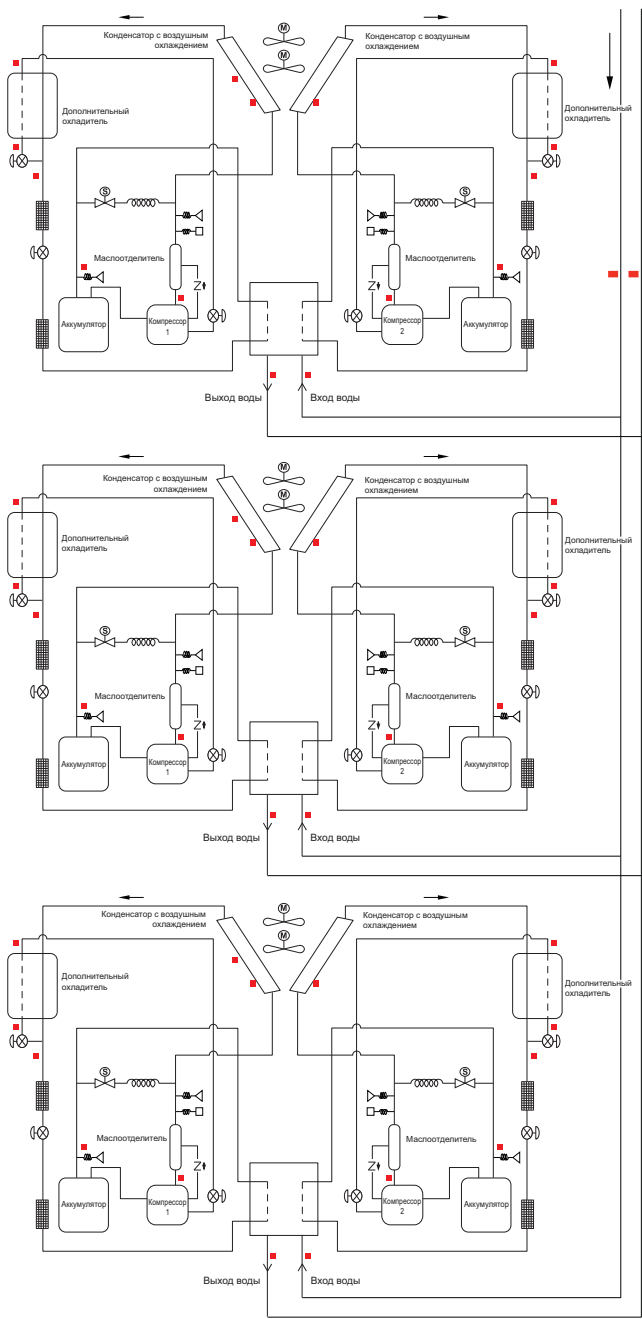 M
Конденсатор с воздушным
охлаждением
Конденсатор с воздушным
охлаждением
M
Дополнительный
охладитель
Дополнительный
охладитель
S
S
Маслоотделитель
Маслоотделитель
Z
Z
Аккумулятор
Компрессор
1
Компрессор
2
Аккумулятор
Выход воды
Вход воды
M
Конденсатор с воздушным
охлаждением
Конденсатор с воздушным
охлаждением
M
Дополнительный
охладитель
Дополнительный
охладитель
S
S
Маслоотделитель
Маслоотделитель
Z
Z
Аккумулятор
Компрессор
1
Компрессор
2
Аккумулятор
Выход воды
Вход воды
M
Конденсатор с воздушным
охлаждением
Конденсатор с воздушным
охлаждением
M
Дополнительный
охладитель
Дополнительный
охладитель
S
S
Маслоотделитель
Маслоотделитель
Z
Z
Аккумулятор
Компрессор
1
Компрессор
2
Аккумулятор
Выход воды
Вход воды